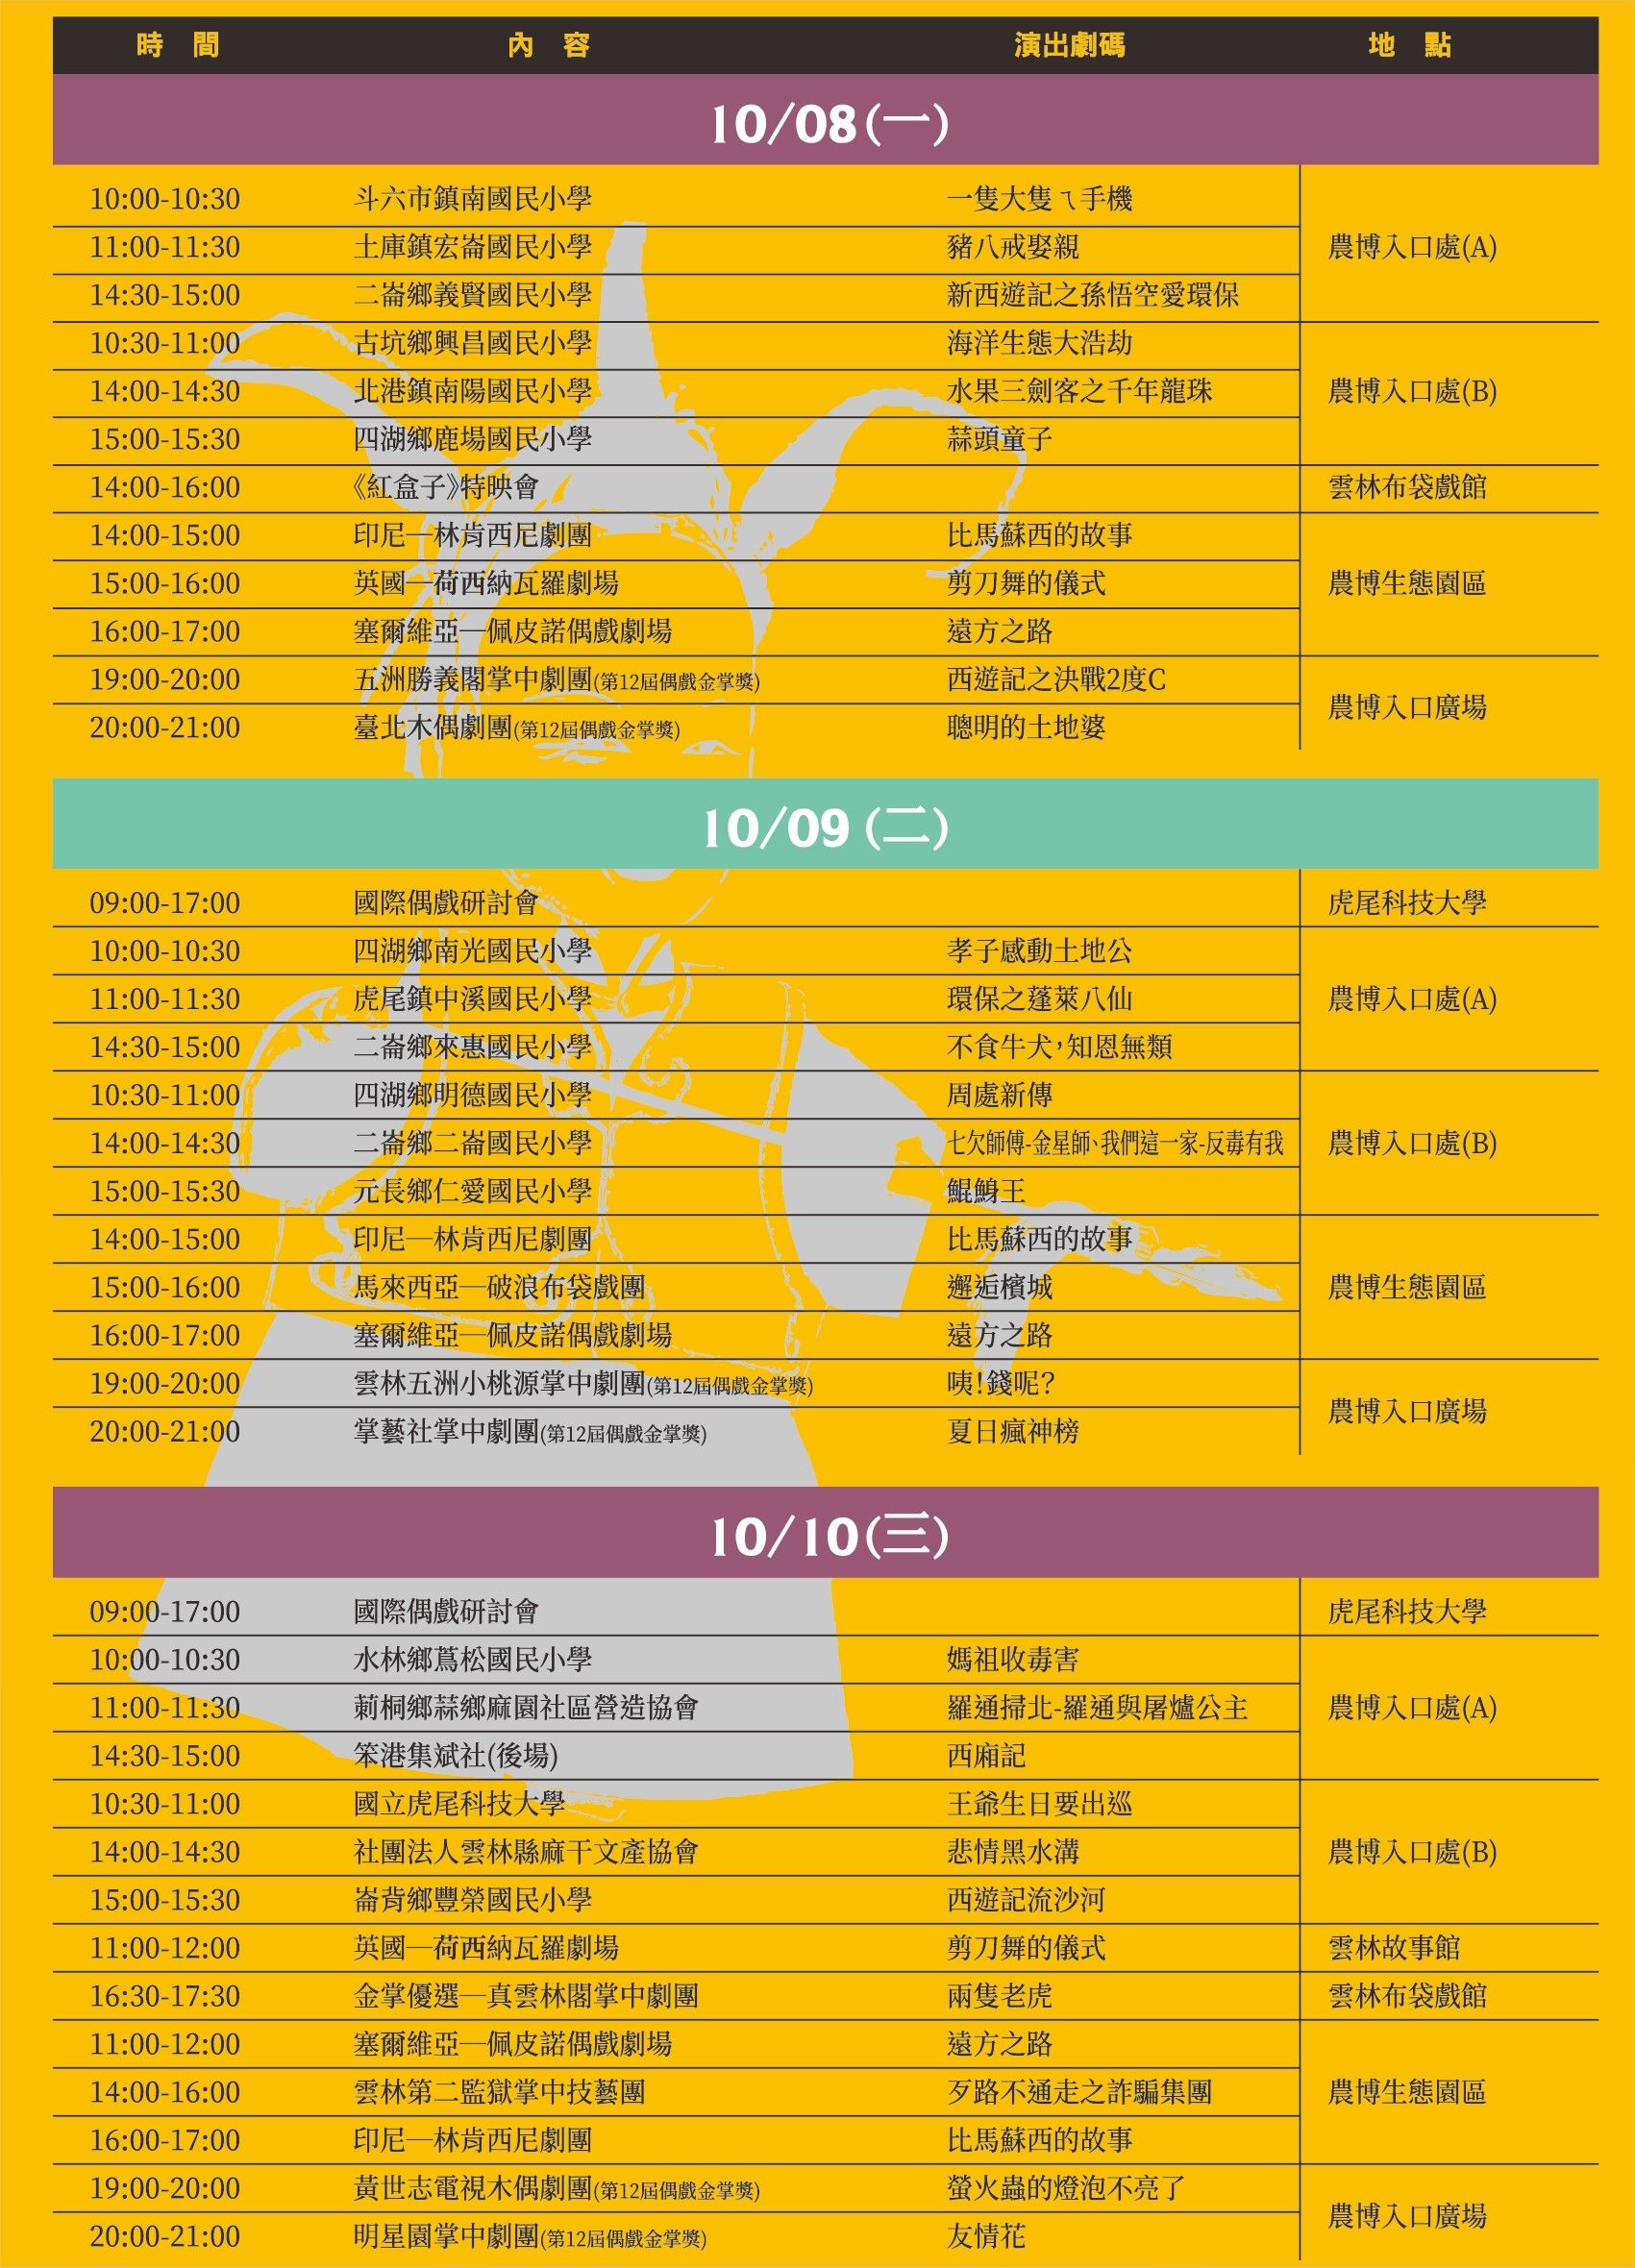 時 間 內 容 演出劇碼 地 點
10/08(一)
10:00-10:30 斗六市鎮南國民小學 一隻大隻ㄟ手機
11:00-11:30 土庫鎮宏崙國民小學 豬八戒娶親 農博入口處(A)
14:30-15:00 二崙鄉義賢國民小學 新西遊記之孫悟空愛環保
10:30-11:00 古坑鄉興昌國民小學 海洋生態大浩劫
14:00-14:30 北港鎮南陽國民小學 水果三劍客之千年龍珠 農博入口處(B)
15:00-15:30 四湖鄉鹿場國民小學 蒜頭童子
14:00-16:00 《紅盒子》特映會 雲林布袋戲館
14:00-15:00 印尼—林肯西尼劇團 比馬蘇西的故事
15:00-16:00 英國—荷西納瓦羅劇場 剪刀舞的儀式 農博生態園區
16:00-17:00 塞爾維亞—佩皮諾偶戲劇場 遠方之路
19:00-20:00 五洲勝義閣掌中劇團(第12屆偶戲金掌獎) 西遊記之決戰2度C
農博入口廣場
20:00-21:00 臺北木偶劇團(第12屆偶戲金掌獎) 聰明的土地婆
10/09 (二)
09:00-17:00 國際偶戲研討會 虎尾科技大學
10:00-10:30 四湖鄉南光國民小學 孝子感動土地公
11:00-11:30 虎尾鎮中溪國民小學 環保之蓬萊八仙 農博入口處(A)
14:30-15:00 二崙鄉來惠國民小學 不食牛犬，知恩無類
10:30-11:00 四湖鄉明德國民小學 周處新傳
14:00-14:30 二崙鄉二崙國民小學 七欠師傅-金星師、我們這一家-反毒有我 農博入口處(B)
15:00-15:30 元長鄉仁愛國民小學 鯤鯓王
14:00-15:00 印尼—林肯西尼劇團 比馬蘇西的故事
15:00-16:00 馬來西亞—破浪布袋戲團 邂逅檳城 農博生態園區
16:00-17:00 塞爾維亞—佩皮諾偶戲劇場 遠方之路
19:00-20:00 雲林五洲小桃源掌中劇團(第12屆偶戲金掌獎) 咦!錢呢?
農博入口廣場
20:00-21:00 掌藝社掌中劇團(第12屆偶戲金掌獎) 夏日瘋神榜
10/10(三)
09:00-17:00 國際偶戲研討會 虎尾科技大學
10:00-10:30 水林鄉蔦松國民小學 媽祖收毒害
11:00-11:30 莿桐鄉蒜鄉麻園社區營造協會 羅通掃北-羅通與屠爐公主 農博入口處(A)
14:30-15:00 笨港集斌社(後場) 西廂記
10:30-11:00 國立虎尾科技大學 王爺生日要出巡
14:00-14:30 社團法人雲林縣麻干文產協會 悲情黑水溝 農博入口處(B)
15:00-15:30 崙背鄉豐榮國民小學 西遊記流沙河
11:00-12:00 英國—荷西納瓦羅劇場 剪刀舞的儀式 雲林故事館
16:30-17:30 金掌優選—真雲林閣掌中劇團 兩隻老虎 雲林布袋戲館
11:00-12:00 塞爾維亞—佩皮諾偶戲劇場 遠方之路
14:00-16:00 雲林第二監獄掌中技藝團 歹路不通走之詐騙集團 農博生態園區
16:00-17:00 印尼—林肯西尼劇團 比馬蘇西的故事
19:00-20:00 黃世志電視木偶劇團(第12屆偶戲金掌獎) 螢火蟲的燈泡不亮了
農博入口廣場
20:00-21:00 明星園掌中劇團(第12屆偶戲金掌獎) 友情花